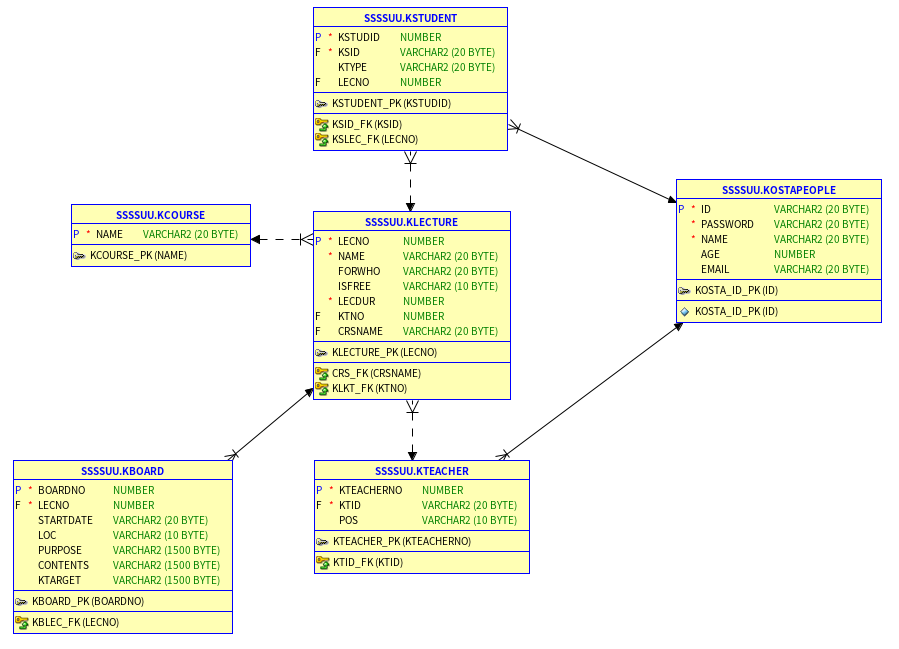 SSSSUU.KSTUDENT
P * KSTUDID NUMBER
F * KSID VARCHAR2 (20 BYTE)
KTYPE VARCHAR2 (20 BYTE)
F LECNO NUMBER
KSTUDENT_PK (KSTUDID)
KSID_FK (KSID)
KSLEC_FK (LECNO)
SSSSUU.KOSTAPEOPLE
P * ID VARCHAR2 (20 BYTE)
* PASSWORD VARCHAR2 (20 BYTE)
* NAME VARCHAR2 (20 BYTE)
AGE NUMBER
EMAIL VARCHAR2 (20 BYTE)
KOSTA_ID_PK (ID)
KOSTA_ID_PK (ID)
SSSSUU.KCOURSE
P * NAME VARCHAR2 (20 BYTE)
KCOURSE_PK (NAME)
SSSSUU.KLECTURE
P * LECNO NUMBER
* NAME VARCHAR2 (20 BYTE)
FORWHO VARCHAR2 (20 BYTE)
ISFREE VARCHAR2 (10 BYTE)
* LECDUR NUMBER
F KTNO NUMBER
F CRSNAME VARCHAR2 (20 BYTE)
KLECTURE_PK (LECNO)
CRS_FK (CRSNAME)
KLKT_FK (KTNO)
SSSSUU.KBOARD
P * BOARDNO NUMBER
F * LECNO NUMBER
STARTDATE VARCHAR2 (20 BYTE)
LOC VARCHAR2 (10 BYTE)
PURPOSE VARCHAR2 (1500 BYTE)
CONTENTS VARCHAR2 (1500 BYTE)
KTARGET VARCHAR2 (1500 BYTE)
KBOARD_PK (BOARDNO)
KBLEC_FK (LECNO)
SSSSUU.KTEACHER
P * KTEACHERNO NUMBER
F * KTID VARCHAR2 (20 BYTE)
POS VARCHAR2 (10 BYTE)
KTEACHER_PK (KTEACHERNO)
KTID_FK (KTID)